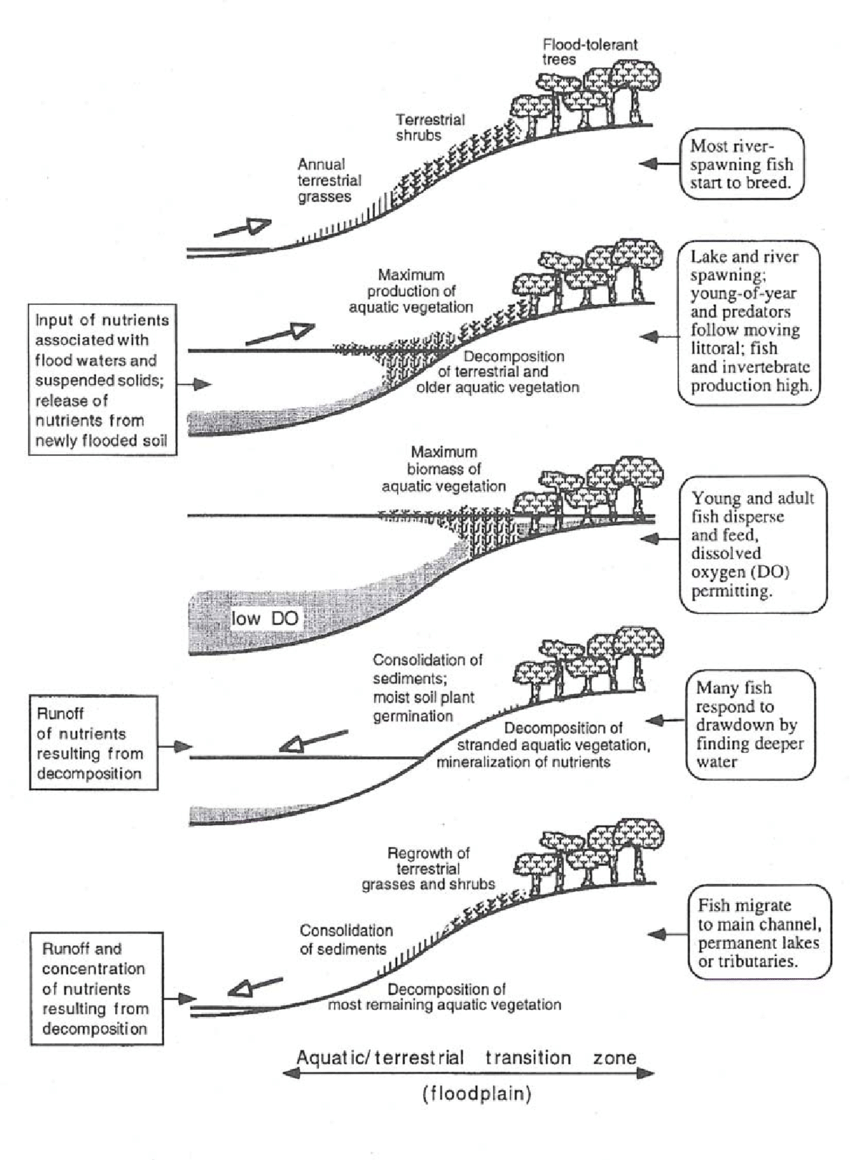 Flood-tolerant
trees
Terrestrial
shrubs
Annual
terrestrial
grasses
Most river-
spawning fish
start to breed.
Maximum
production of
aquatic vegetation
Input of nutrients
associated with
flood waters and
suspended solids;
release of
nutrients from
newly flooded soil
Decomposition
of terrestrial and
older aquatic vegetation
Lake and river
spawning;
young-of-year
and predators
follow moving
littoral; fish
and invertebrate
production high.
Maximum
biomass of
aquatic vegetation
low DO
Young and adult
fish disperse
and feed,
dissolved
oxygen (DO)
permitting.
Consolidation of
sediments;
moist soil plant
germination
Runoff
of nutrients
resulting from
decomposition
Decomposition of
stranded aquatic vegetation,
mineralization of nutrients
Many fish
respond to
drawdown by
finding deeper
water
Regrowth of
terrestrial
grasses and shrubs
Consolidation
of sediments
Runoff and
concentration
of nutrients
resulting from
decomposition
Decomposition of
most remaining aquatic vegetation
Fish migrate
to main channel,
permanent lakes
or tributaries.
Aquatic/terrestrial transition zone
(floodplain)